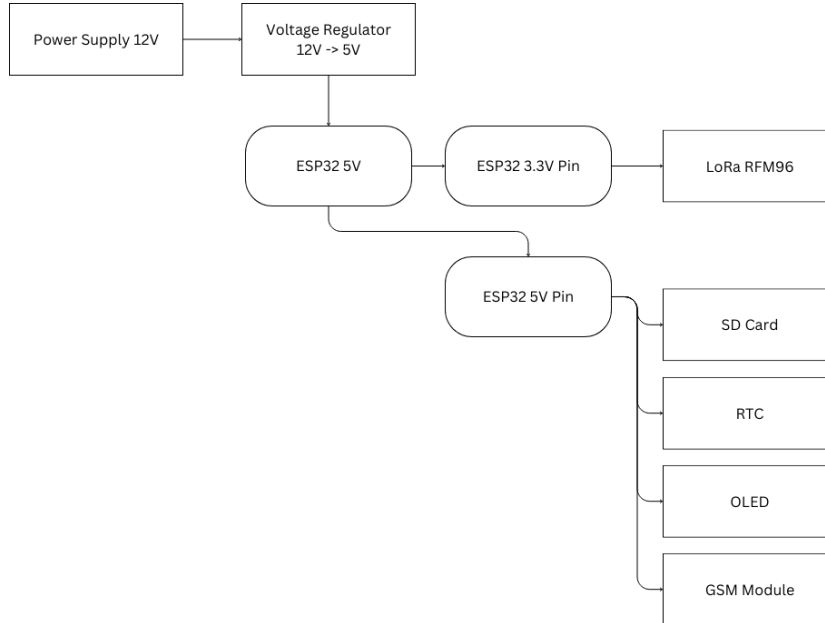 Power Supply 12V
Voltage Regulator
12V -> 5V
ESP32 5V
ESP32 3.3V Pin
LoRa RFM96
ESP32 5V Pin
SD Card
RTC
OLED
GSM Module